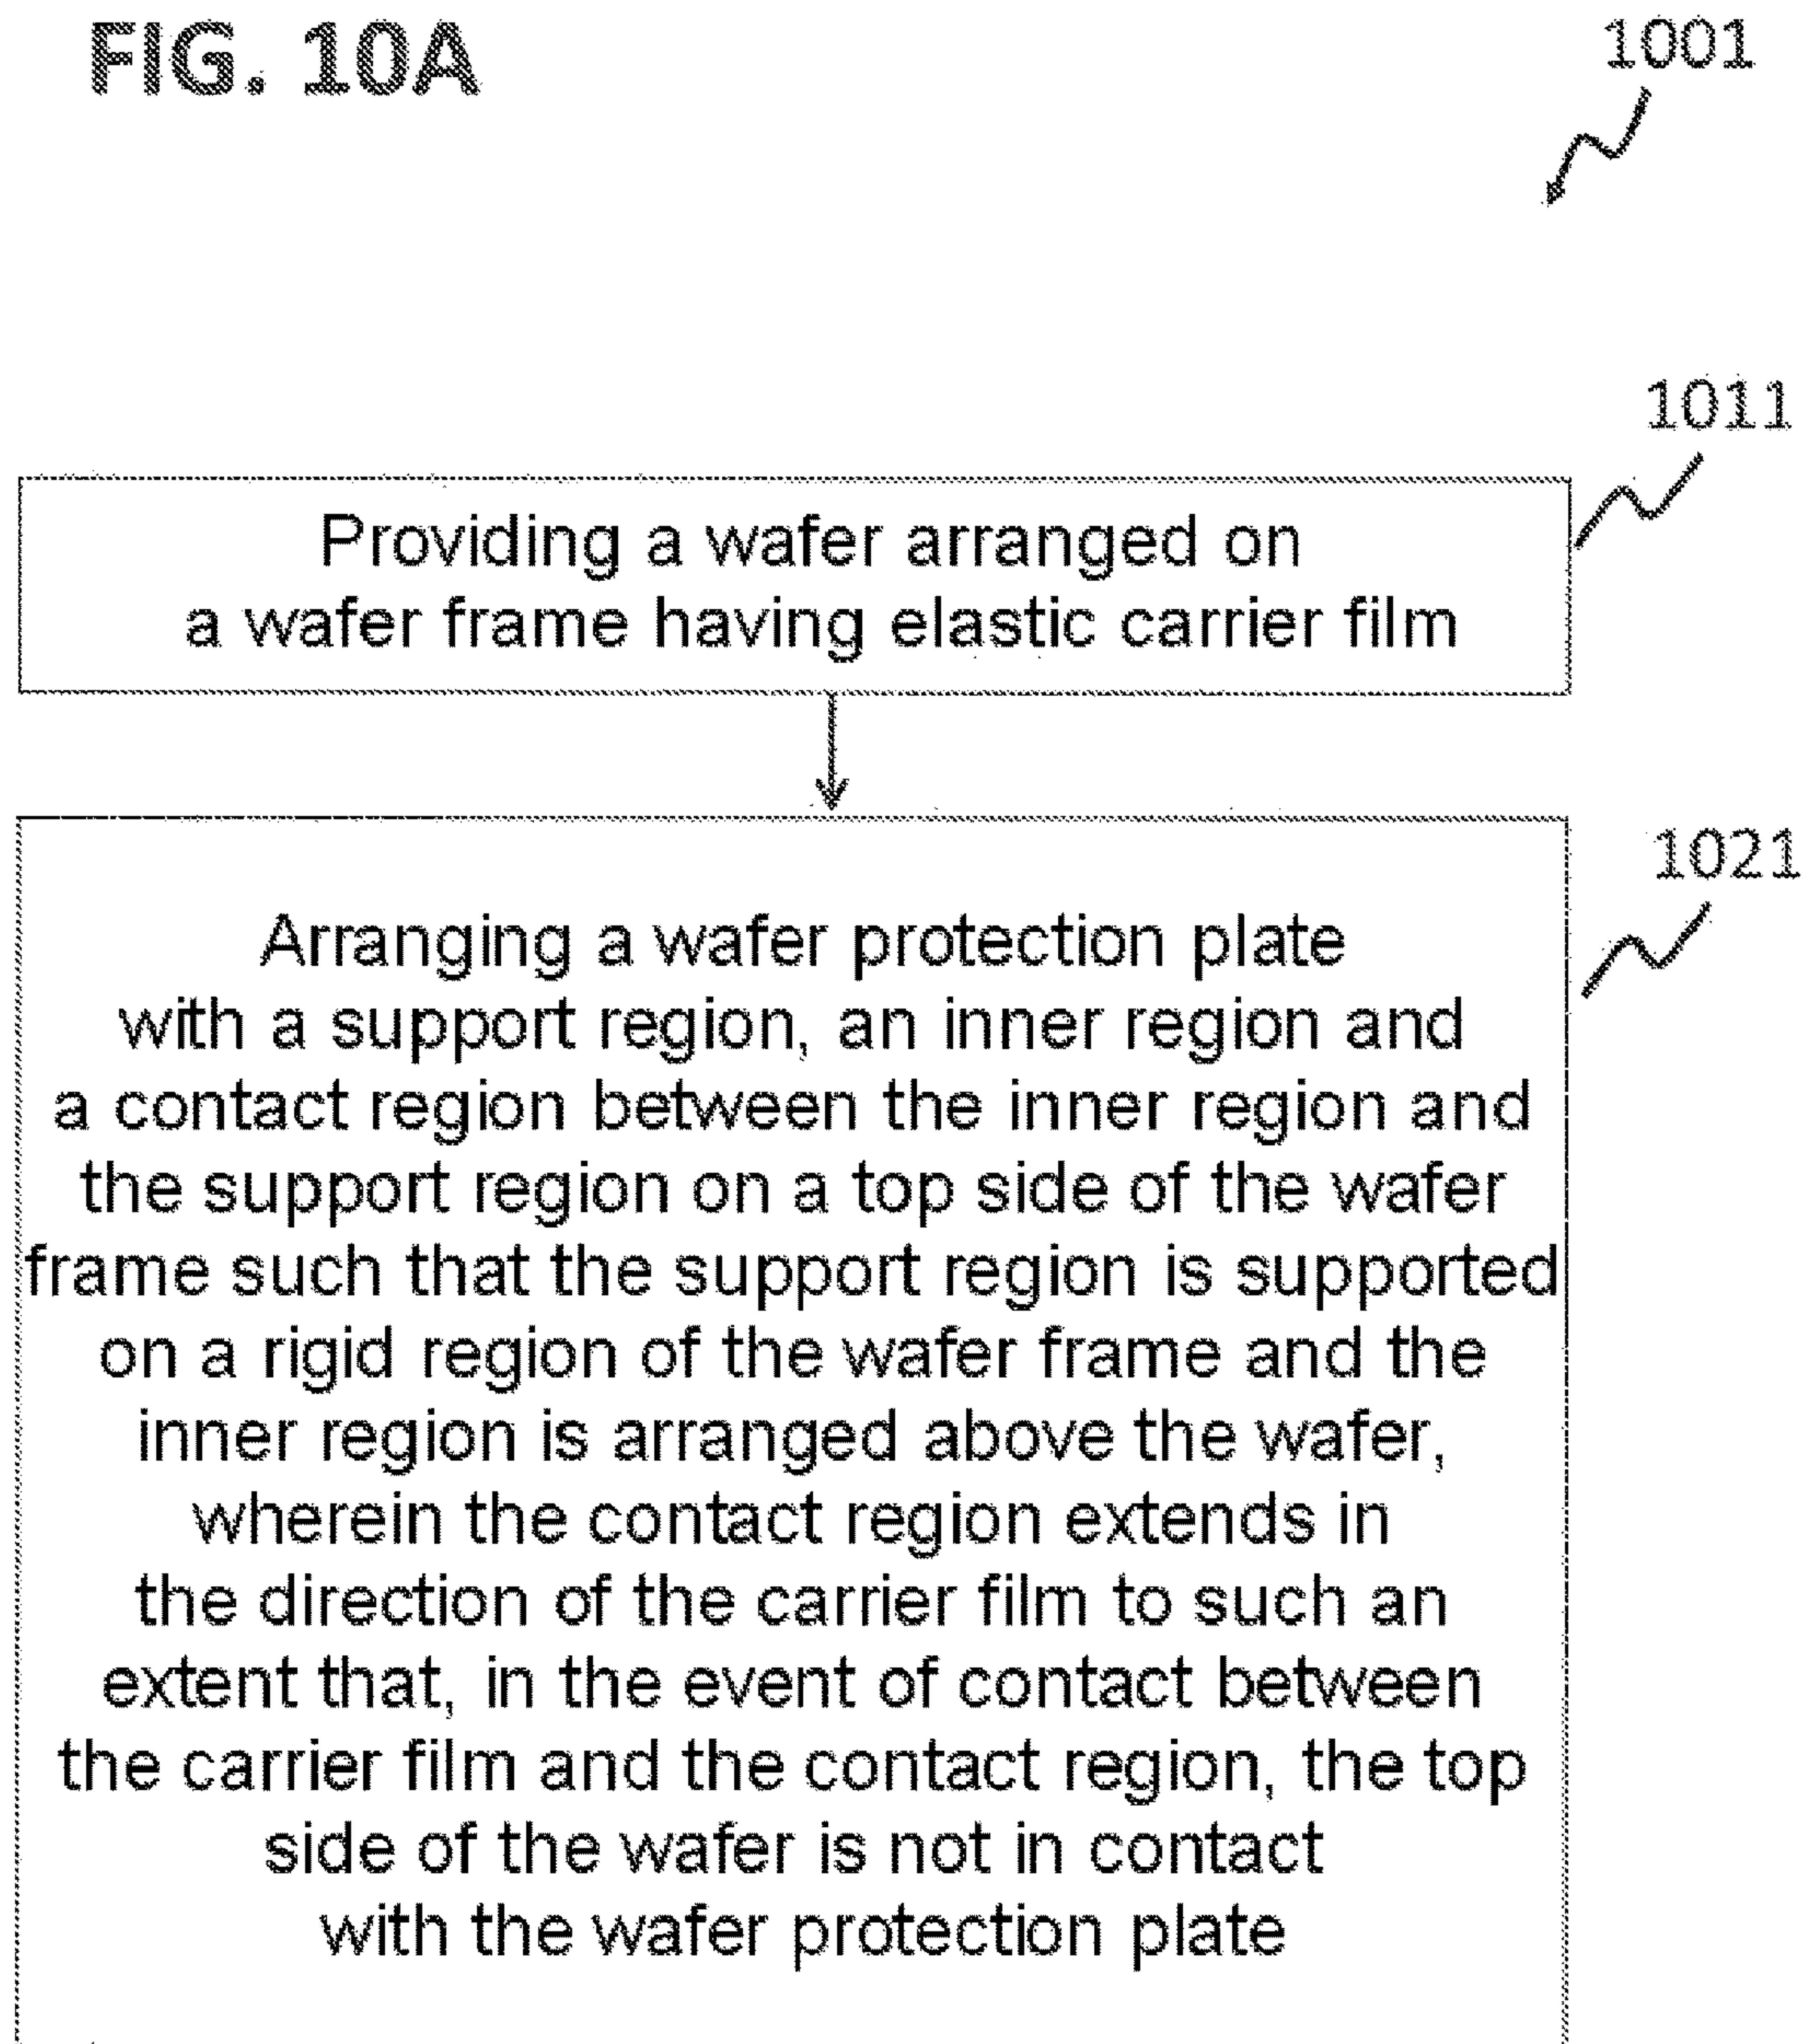 FIG. 10A
1001
1011
Providing a wafer arranged on
a wafer frame having elastic carrier film
1021
Arranging a wafer protection plate
with a support region, an inner region and
a contact region between the inner region and
the support region on a top side of the wafer
frame such that the support region is supported
on a rigid region of the wafer frame and the
inner region is arranged above the wafer,
wherein the contact region extends in
the direction of the carrier film to such an
extent that, in the event of contact between
the carrier film and the contact region, the top
side of the wafer is not in contact
with the wafer protection plate